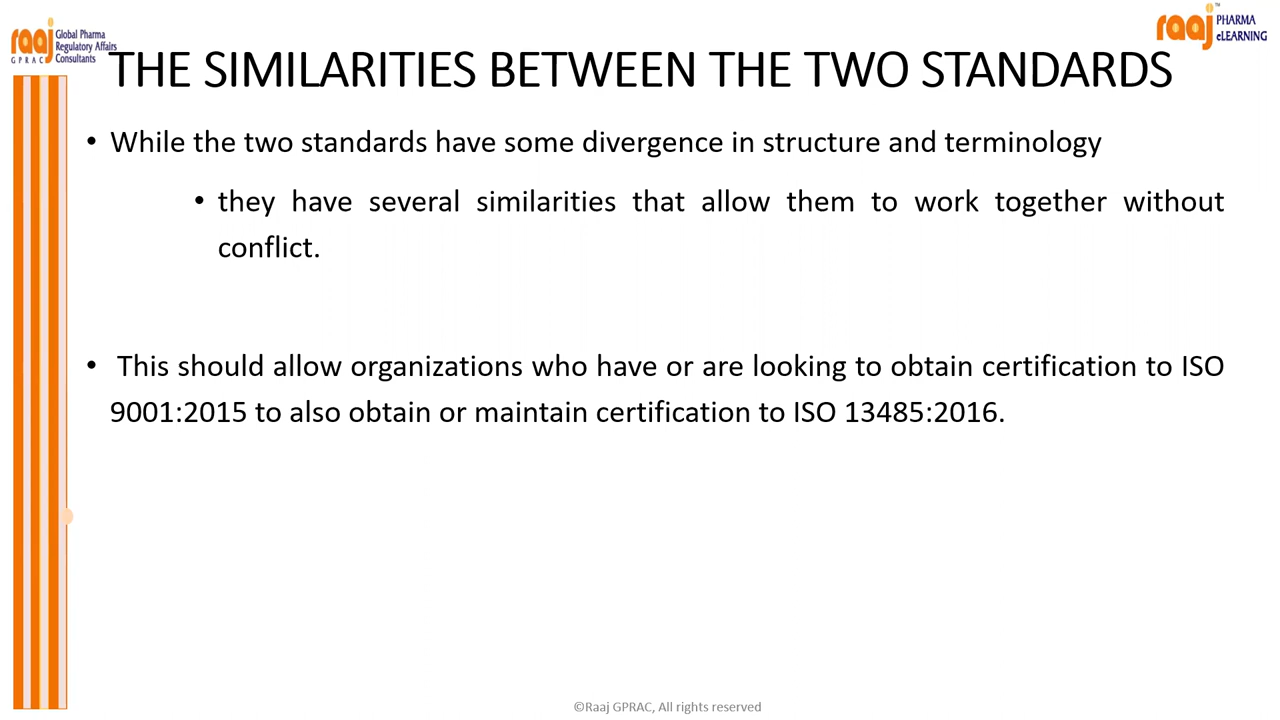 raaj Global Pharma
Regulatory Affairs
GPRAC Consultants
raaj PHARMA
eLEARNING
THE SIMILARITIES BETWEEN THE TWO STANDARDS
• While the two standards have some divergence in structure and terminology
• they have several similarities that allow them to work together without
conflict.
• This should allow organizations who have or are looking to obtain certification to ISO
9001:2015 to also obtain or maintain certification to ISO 13485:2016.
©Raaj GPRAC, All rights reserved